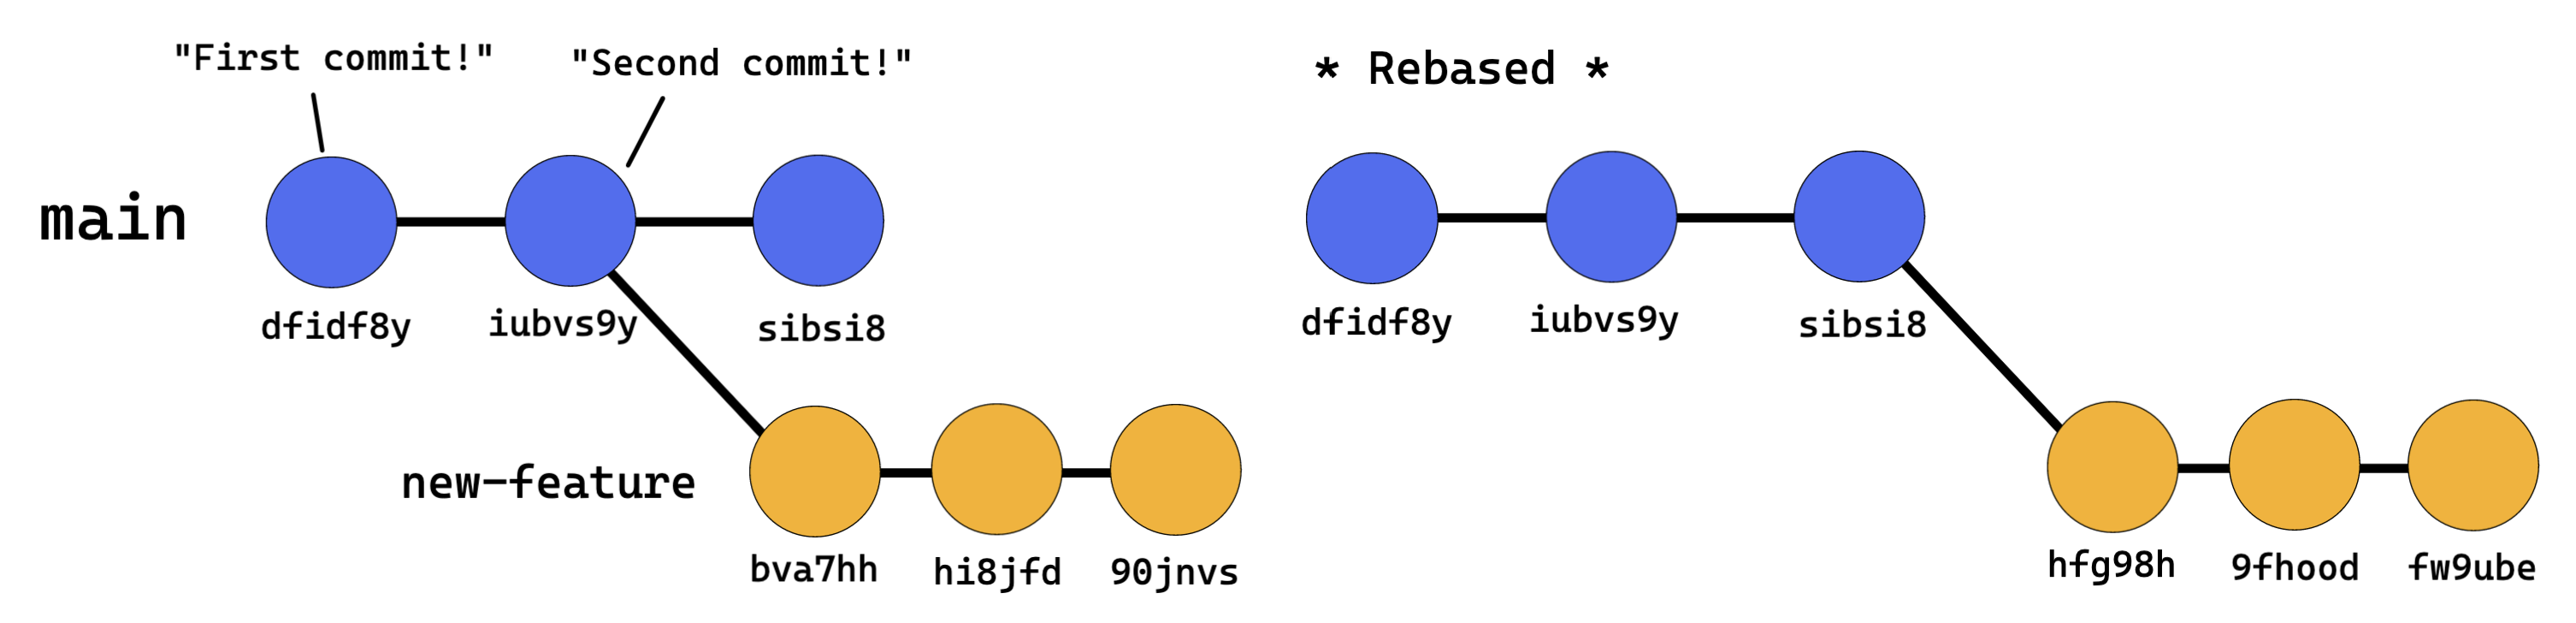 "First commit!"
"Second commit!"
main
dfidf8y
iubvs9y
sibsi8
new-feature
bva7hh
hi8jfd
90jnvs
* Rebased *
dfidf8y
iubvs9y
sibsi8
hfg98h
9fhood
fw9ube